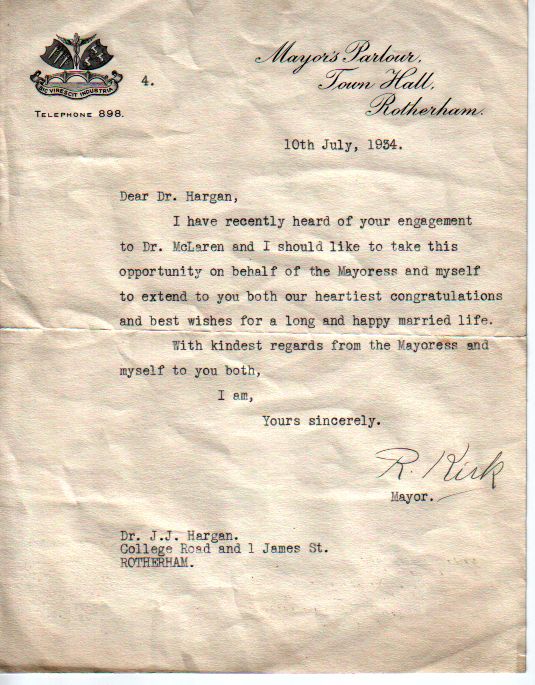 SIC VIRESCIT INDUSTRIA
TELEPHONE 898.
4.
Mayor's Parlour,
Town Hall,
Rotherham.
10th July, 1934.
Dear Dr. Hargan,
I have recently heard of your engagement
to Dr. McLaren and I should like to take this
opportunity on behalf of the Mayoress and myself
to extend to you both our heartiest congratulations
and best wishes for a long and happy married life.
With kindest regards from the Mayoress and
myself to you both,
I am,
Yours sincerely.
R. Kirk
Mayor.
Dr. J.J. Hargan.
College Road and 1 James St.
ROTHERHAM.